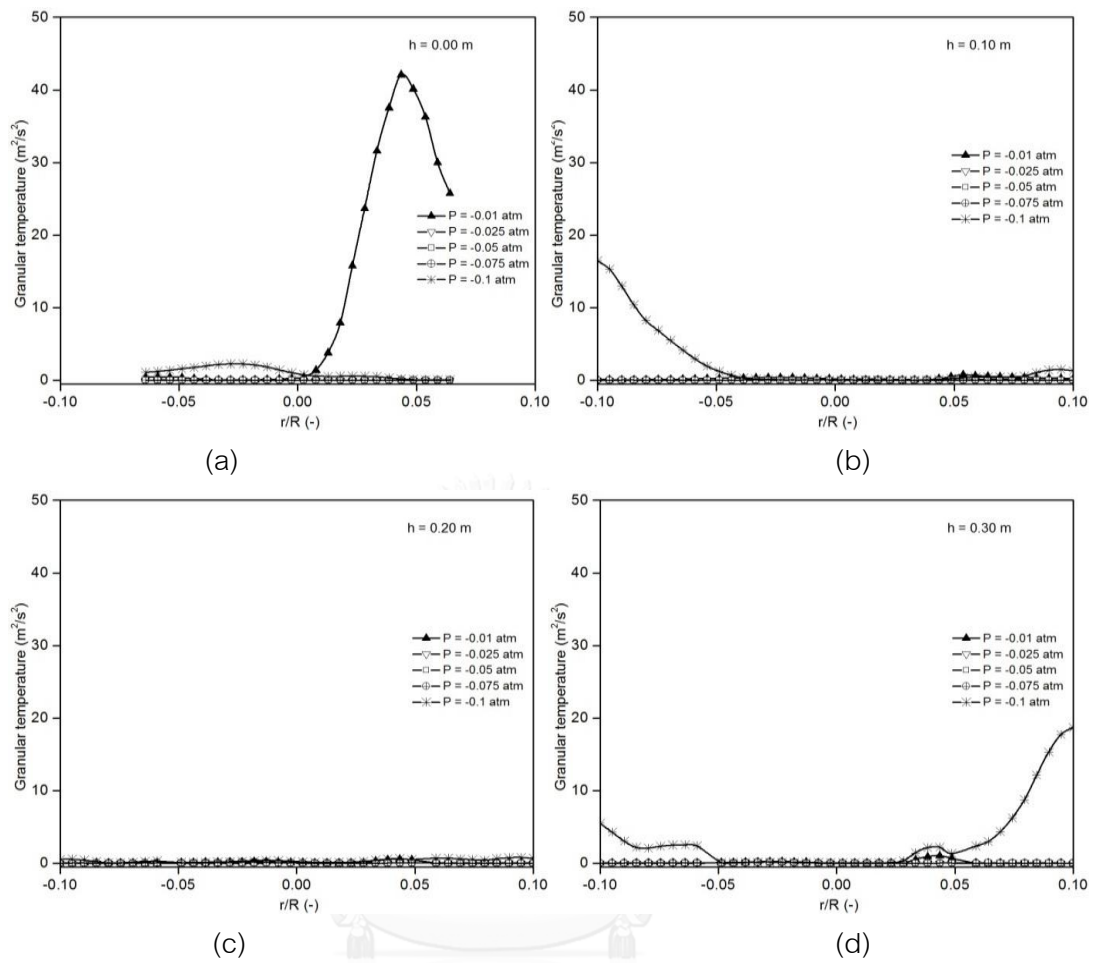 50
40
30
20
10
0
Granular temperature (m²/s²)
h = 0.00 m
P = -0.01 atm
P = -0.025 atm
P = -0.05 atm
P = -0.075 atm
P = -0.1 atm
-0.10 -0.05 0.00 0.05 0.10
r/R (-)
(a)
50
40
30
20
10
0
Granular temperature (m²/s²)
h = 0.10 m
P = -0.01 atm
P = -0.025 atm
P = -0.05 atm
P = -0.075 atm
P = -0.1 atm
-0.10 -0.05 0.00 0.05 0.10
r/R (-)
(b)
50
40
30
20
10
0
Granular temperature (m²/s²)
h = 0.20 m
P = -0.01 atm
P = -0.025 atm
P = -0.05 atm
P = -0.075 atm
P = -0.1 atm
-0.10 -0.05 0.00 0.05 0.10
r/R (-)
(c)
50
40
30
20
10
0
Granular temperature (m²/s²)
h = 0.30 m
P = -0.01 atm
P = -0.025 atm
P = -0.05 atm
P = -0.075 atm
P = -0.1 atm
-0.10 -0.05 0.00 0.05 0.10
r/R (-)
(d)